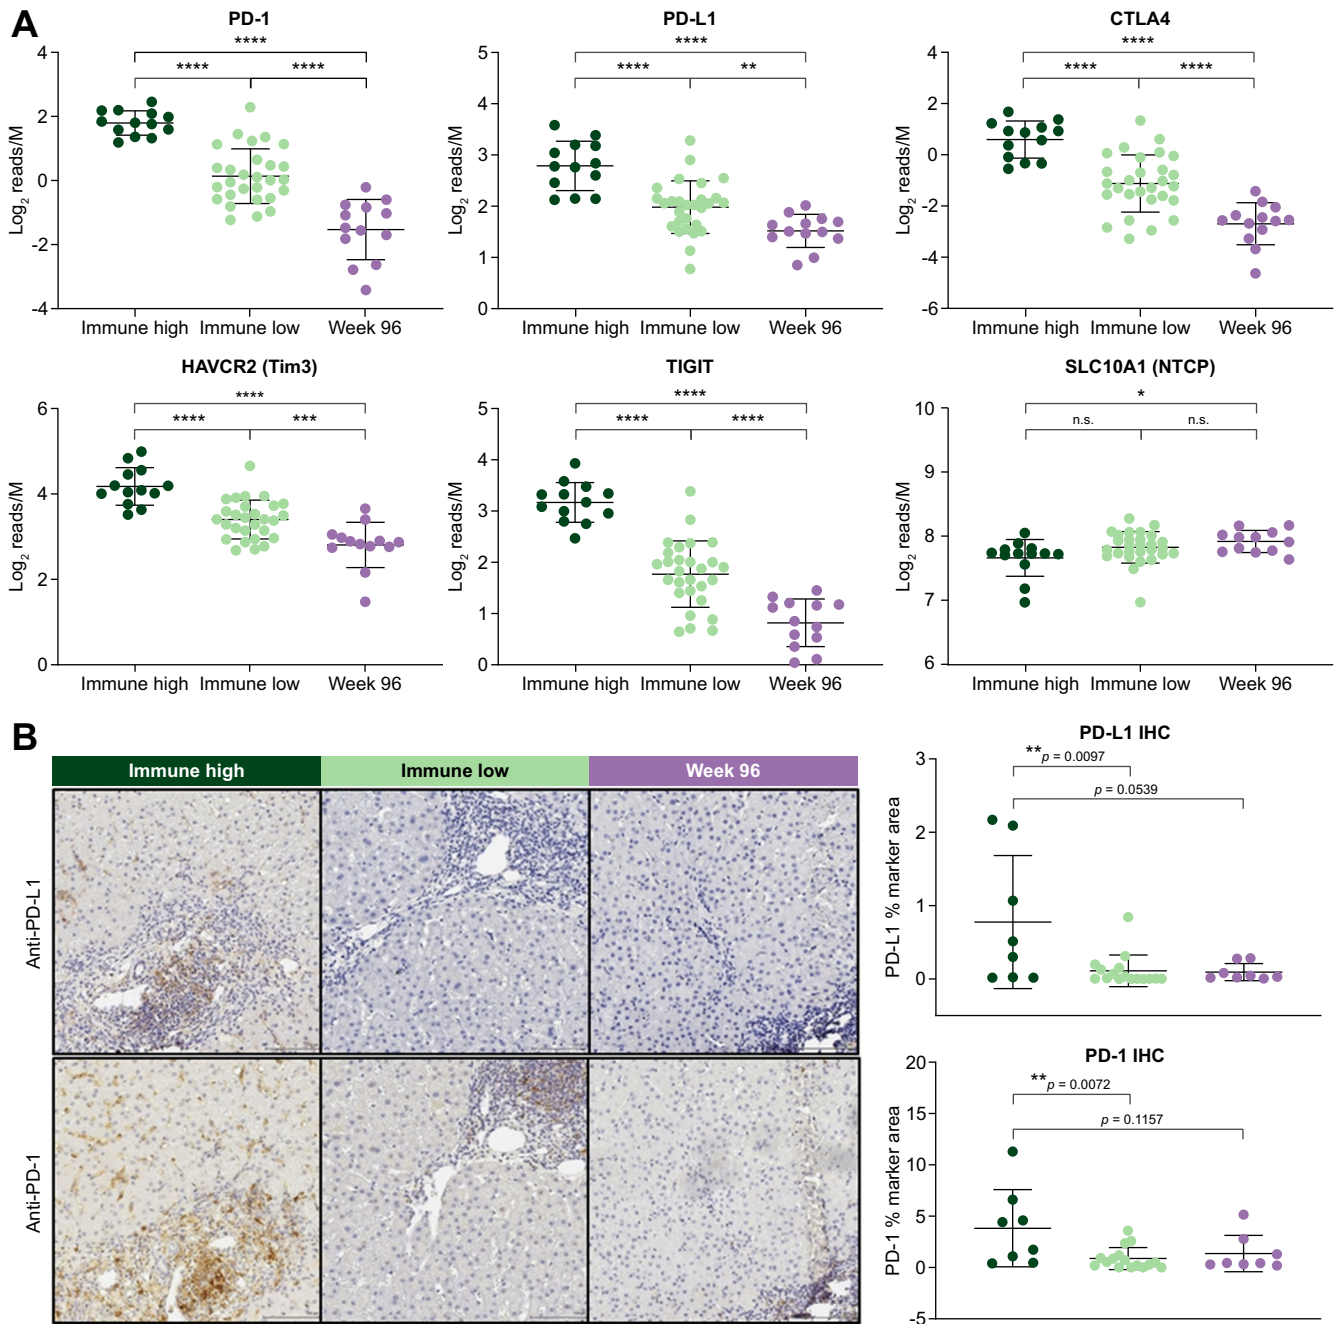 A
PD-1
Log2 reads/M
4
2
0
-2
-4
****
**** ****
Immune high Immune low Week 96
PD-L1
Log2 reads/M
5
4
3
2
1
0
****
**** **
Immune high Immune low Week 96
CTLA4
Log2 reads/M
4
2
0
-2
-4
-6
****
**** ****
Immune high Immune low Week 96
HAVCR2 (Tim3)
Log2 reads/M
6
4
2
0
****
**** ***
Immune high Immune low Week 96
TIGIT
Log2 reads/M
5
4
3
2
1
0
****
**** ****
Immune high Immune low Week 96
SLC10A1 (NTCP)
Log2 reads/M
10
9
8
7
6
*
n.s. n.s.
Immune high Immune low Week 96
B
Immune high Immune low Week 96
Anti-PD-L1
Anti-PD-1
PD-L1 IHC
PD-L1 % marker area
3
2
1
0
**p = 0.0097
p = 0.0539
PD-1 IHC
PD-1 % marker area
20
15
10
5
0
-5
**p = 0.0072
p = 0.1157